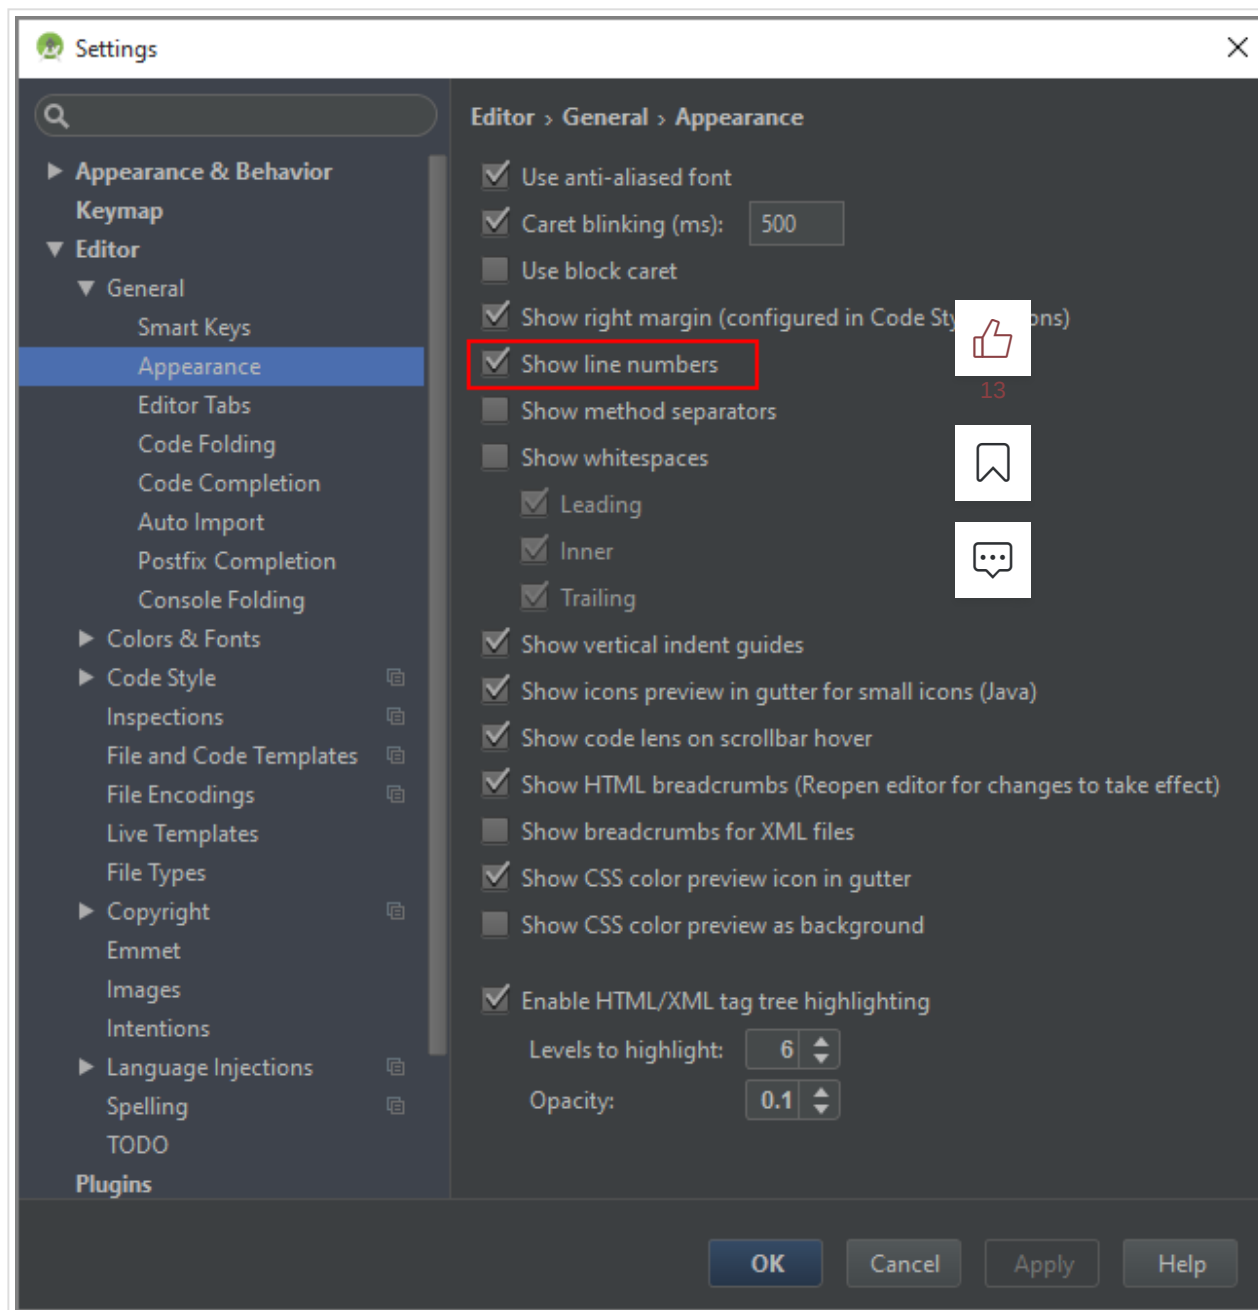 Settings
Appearance & Behavior
Keymap
Editor
General
Smart Keys
Appearance
Editor Tabs
Code Folding
Code Completion
Auto Import
Postfix Completion
Console Folding
Colors & Fonts
Code Style
Inspections
File and Code Templates
File Encodings
Live Templates
File Types
Copyright
Emmet
Images
Intentions
Language Injections
Spelling
TODO
Plugins
Editor › General › Appearance
Use anti-aliased font
Caret blinking (ms): 500
Use block caret
Show right margin (configured in Code
Show line numbers
13
Show method separators
Show whitespaces
Leading
Inner
Trailing
Show vertical indent guides
Show icons preview in gutter for small icons (Java)
Show code lens on scrollbar hover
Show HTML breadcrumbs (Reopen editor for changes to take effect)
Show breadcrumbs for XML files
Show CSS color preview icon in gutter
Show CSS color preview as background
Enable HTML/XML tag tree highlighting
Levels to highlight: 6
Opacity: 0.1
OK Cancel Apply Help